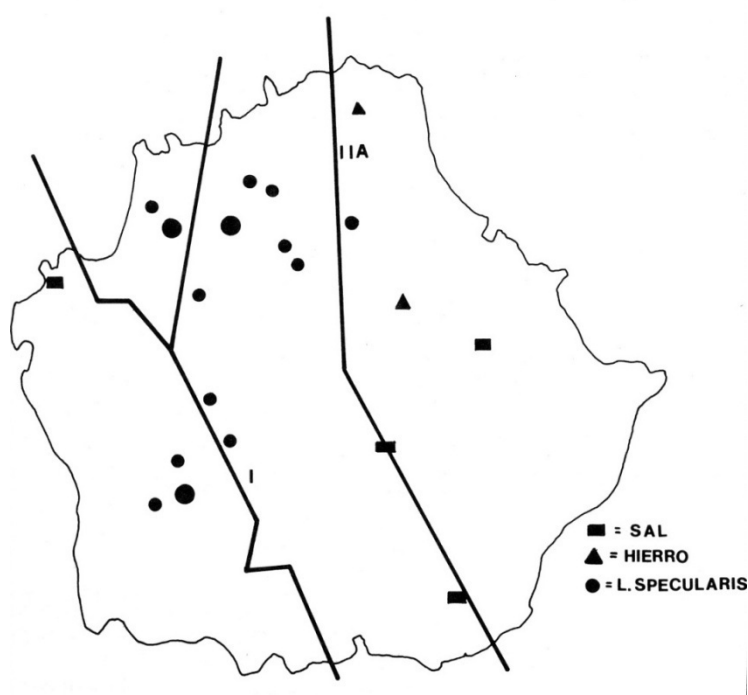 IIA
I
= SAL
= HIERRO
= L. SPECULARIS